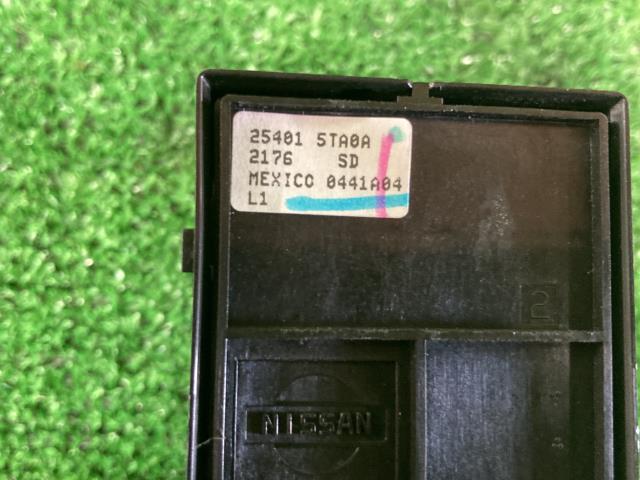 25401 5TA0A
2176 SD
MEXICO 0441A04
L1
2
NISSAN